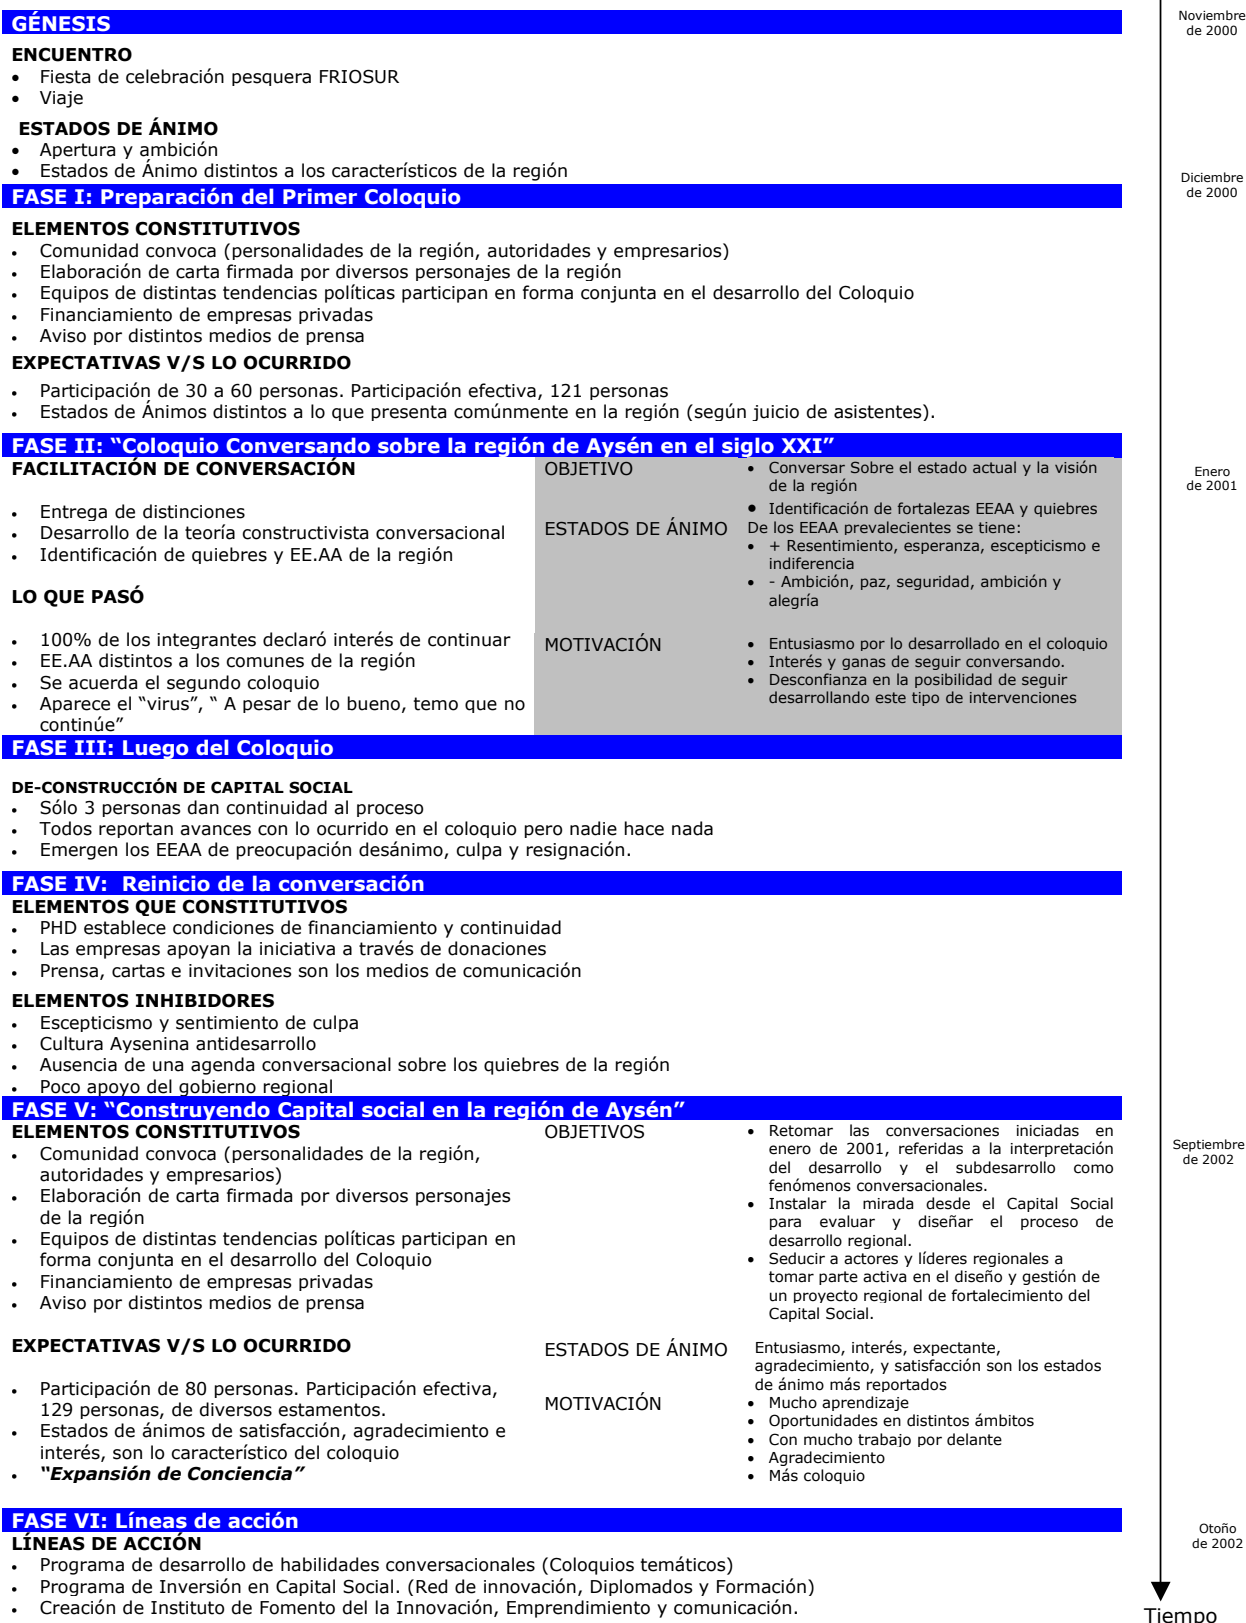 GÉNESIS
Noviembre
de 2000
ENCUENTRO
• Fiesta de celebración pesquera FRIOSUR
• Viaje
ESTADOS DE ÁNIMO
• Apertura y ambición
• Estados de Ánimo distintos a los característicos de la región
Diciembre
de 2000
FASE I: Preparación del Primer Coloquio
ELEMENTOS CONSTITUTIVOS
• Comunidad convoca (personalidades de la región, autoridades y empresarios)
• Elaboración de carta firmada por diversos personajes de la región
• Equipos de distintas tendencias políticas participan en forma conjunta en el desarrollo del Coloquio
• Financiamiento de empresas privadas
• Aviso por distintos medios de prensa
EXPECTATIVAS V/S LO OCURRIDO
• Participación de 30 a 60 personas. Participación efectiva, 121 personas
• Estados de Ánimos distintos a lo que presenta comúnmente en la región (según juicio de asistentes).
FASE II: “Coloquio Conversando sobre la región de Aysén en el siglo XXI”
Enero
de 2001
FACILITACIÓN DE CONVERSACIÓN
• Entrega de distinciones
• Desarrollo de la teoría constructivista conversacional
• Identificación de quiebres y EE.AA de la región
LO QUE PASÓ
• 100% de los integrantes declaró interés de continuar
• EE.AA distintos a los comunes de la región
• Se acuerda el segundo coloquio
• Aparece el “virus”, “ A pesar de lo bueno, temo que no
continúe”
OBJETIVO
• Conversar Sobre el estado actual y la visión
de la región
• Identificación de fortalezas EEAA y quiebres
ESTADOS DE ÁNIMO
De los EEAA prevalecientes se tiene:
• + Resentimiento, esperanza, escepticismo e
indiferencia
• - Ambición, paz, seguridad, ambición y
alegría
MOTIVACIÓN
• Entusiasmo por lo desarrollado en el coloquio
• Interés y ganas de seguir conversando.
• Desconfianza en la posibilidad de seguir
desarrollando este tipo de intervenciones
FASE III: Luego del Coloquio
DE-CONSTRUCCIÓN DE CAPITAL SOCIAL
• Sólo 3 personas dan continuidad al proceso
• Todos reportan avances con lo ocurrido en el coloquio pero nadie hace nada
• Emergen los EEAA de preocupación desánimo, culpa y resignación.
FASE IV: Reinicio de la conversación
ELEMENTOS QUE CONSTITUTIVOS
• PHD establece condiciones de financiamiento y continuidad
• Las empresas apoyan la iniciativa a través de donaciones
• Prensa, cartas e invitaciones son los medios de comunicación
ELEMENTOS INHIBIDORES
• Escepticismo y sentimiento de culpa
• Cultura Aysenina antidesarrollo
• Ausencia de una agenda conversacional sobre los quiebres de la región
• Poco apoyo del gobierno regional
FASE V: “Construyendo Capital social en la región de Aysén”
Septiembre
de 2002
ELEMENTOS CONSTITUTIVOS
• Comunidad convoca (personalidades de la región,
autoridades y empresarios)
• Elaboración de carta firmada por diversos personajes
de la región
• Equipos de distintas tendencias políticas participan en
forma conjunta en el desarrollo del Coloquio
• Financiamiento de empresas privadas
• Aviso por distintos medios de prensa
EXPECTATIVAS V/S LO OCURRIDO
• Participación de 80 personas. Participación efectiva,
129 personas, de diversos estamentos.
• Estados de ánimos de satisfacción, agradecimiento e
interés, son lo característico del coloquio
• “Expansión de Conciencia”
OBJETIVOS
• Retomar las conversaciones iniciadas en
enero de 2001, referidas a la interpretación
del desarrollo y el subdesarrollo como
fenómenos conversacionales.
• Instalar la mirada desde el Capital Social
para evaluar y diseñar el proceso de
desarrollo regional.
• Seducir a actores y líderes regionales a
tomar parte activa en el diseño y gestión de
un proyecto regional de fortalecimiento del
Capital Social.
ESTADOS DE ÁNIMO
Entusiasmo, interés, expectante,
agradecimiento, y satisfacción son los estados
de ánimo más reportados
MOTIVACIÓN
• Mucho aprendizaje
• Oportunidades en distintos ámbitos
• Con mucho trabajo por delante
• Agradecimiento
• Más coloquio
FASE VI: Líneas de acción
Otoño
de 2002
LÍNEAS DE ACCIÓN
• Programa de desarrollo de habilidades conversacionales (Coloquios temáticos)
• Programa de Inversión en Capital Social. (Red de innovación, Diplomados y Formación)
• Creación de Instituto de Fomento del la Innovación, Emprendimiento y comunicación.
Tiempo